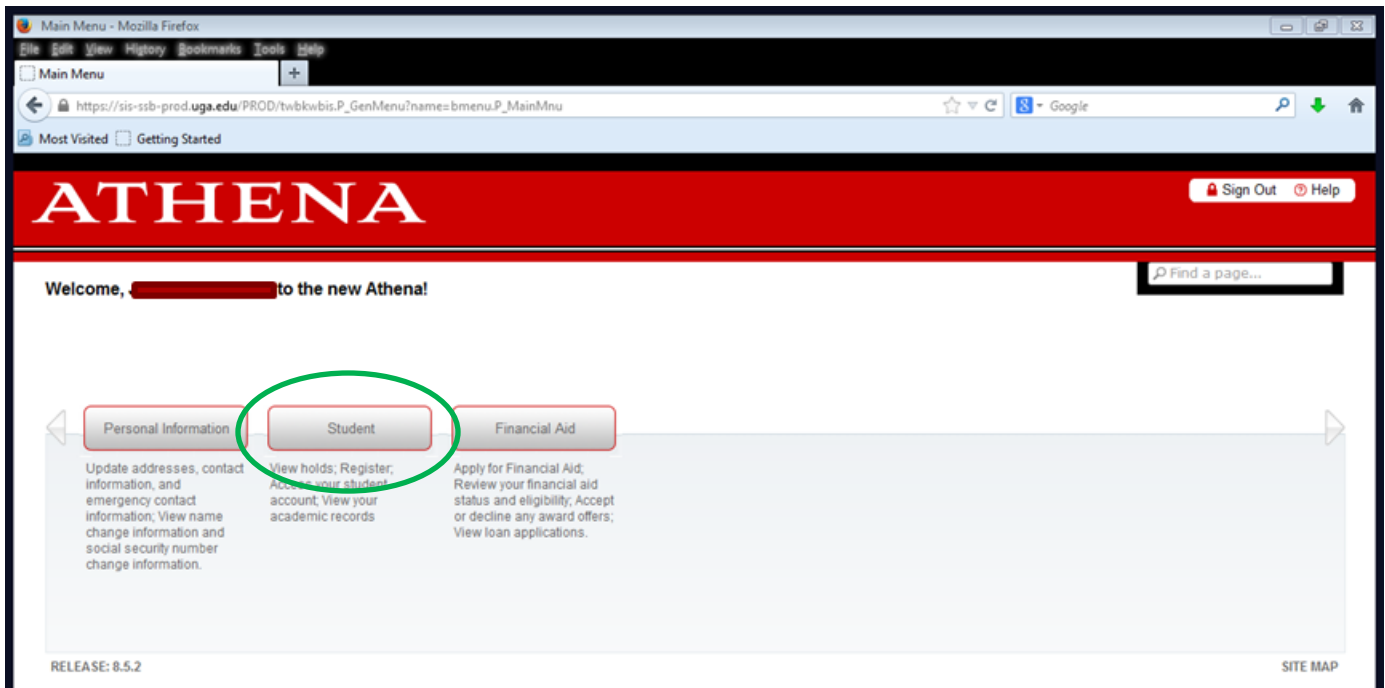 Main Menu - Mozilla Firefox
File Edit View History Bookmarks Tools Help
Main Menu +
https://sis-ssb-prod.uga.edu/PROD/twbkwbis.P_GenMenu?name=bmenu.P_MainMnu
8 Google
Most Visited Getting Started
ATHENA
Sign Out Help
Find a page...
Welcome, to the new Athena!
Personal Information
Update addresses, contact
information, and
emergency contact
information; View name
change information and
social security number
change information.
Student
View holds; Register;
Access your student
account; View your
academic records
Financial Aid
Apply for Financial Aid;
Review your financial aid
status and eligibility; Accept
or decline any award offers;
View loan applications.
RELEASE: 8.5.2
SITE MAP